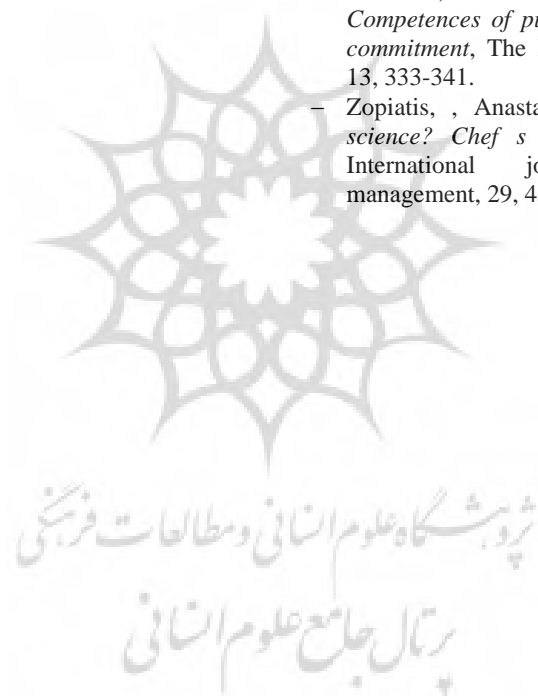 Competences of pu
commitment, The
13, 333-341.
– Zopiatis, , Anasta
science? Chef s
International jo
management, 29, 4
پژوهشگاه علوم انسانی و مطالعات فرهنگی
پرتال جامع علوم انسانی